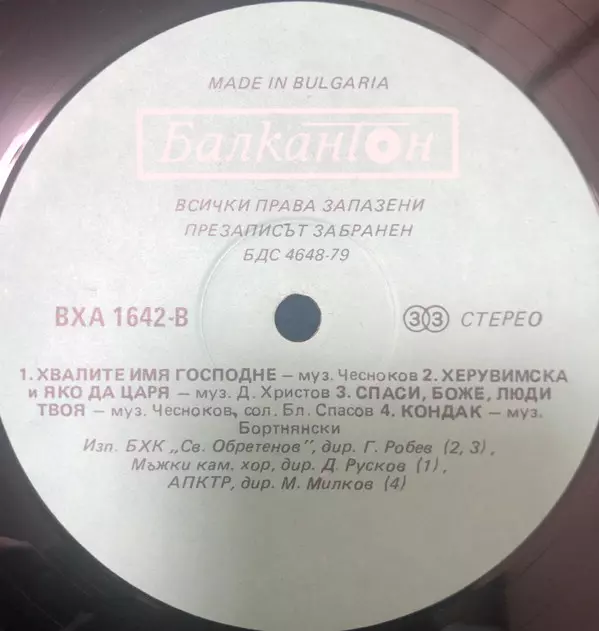 MADE IN BULGARIA
Балкантон
ВСИЧКИ ПРАВА ЗАПАЗЕНИ
ПРЕЗАПИСЪТ ЗАБРАНЕН
БДС 4648-79
ВХА 1642-В
33 СТЕРЕО
1. ХВАЛИТЕ ИМЯ ГОСПОДНЕ — муз. Чесноков 2. ХЕРУВИМСКА
и ЯКО ДА ЦАРЯ — муз. Д. Христов 3. СПАСИ, БОЖЕ, ЛЮДИ
ТВОЯ — муз. Чесноков, сол. Бл. Спасов 4. КОНДАК — муз.
Бортнянски
Изп. БХК „Св. Обретенов", дир. Г. Робев (2, 3),
Мъжки кам. хор, дир. Д. Русков (1),
АПКТР, дир. М. Милков (4)